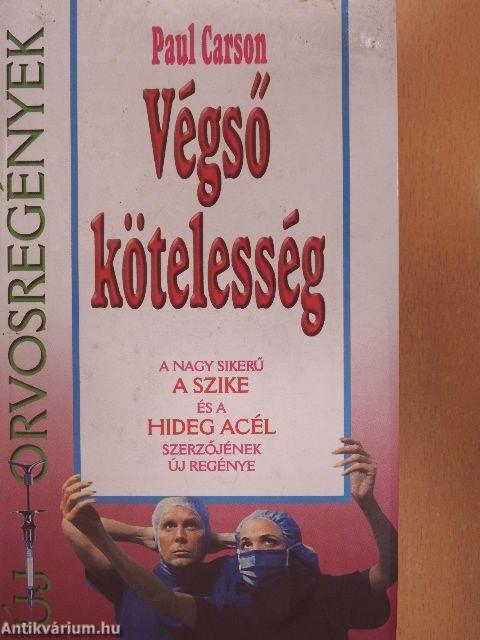 ÚJ ORVOSREGÉNYEK
Paul Carson
Végső
kötelesség
A NAGY SIKERŰ
A SZIKE
ÉS A
HIDEG ACÉL
SZERZŐJÉNEK
ÚJ REGÉNYE
Antikvárium.hu